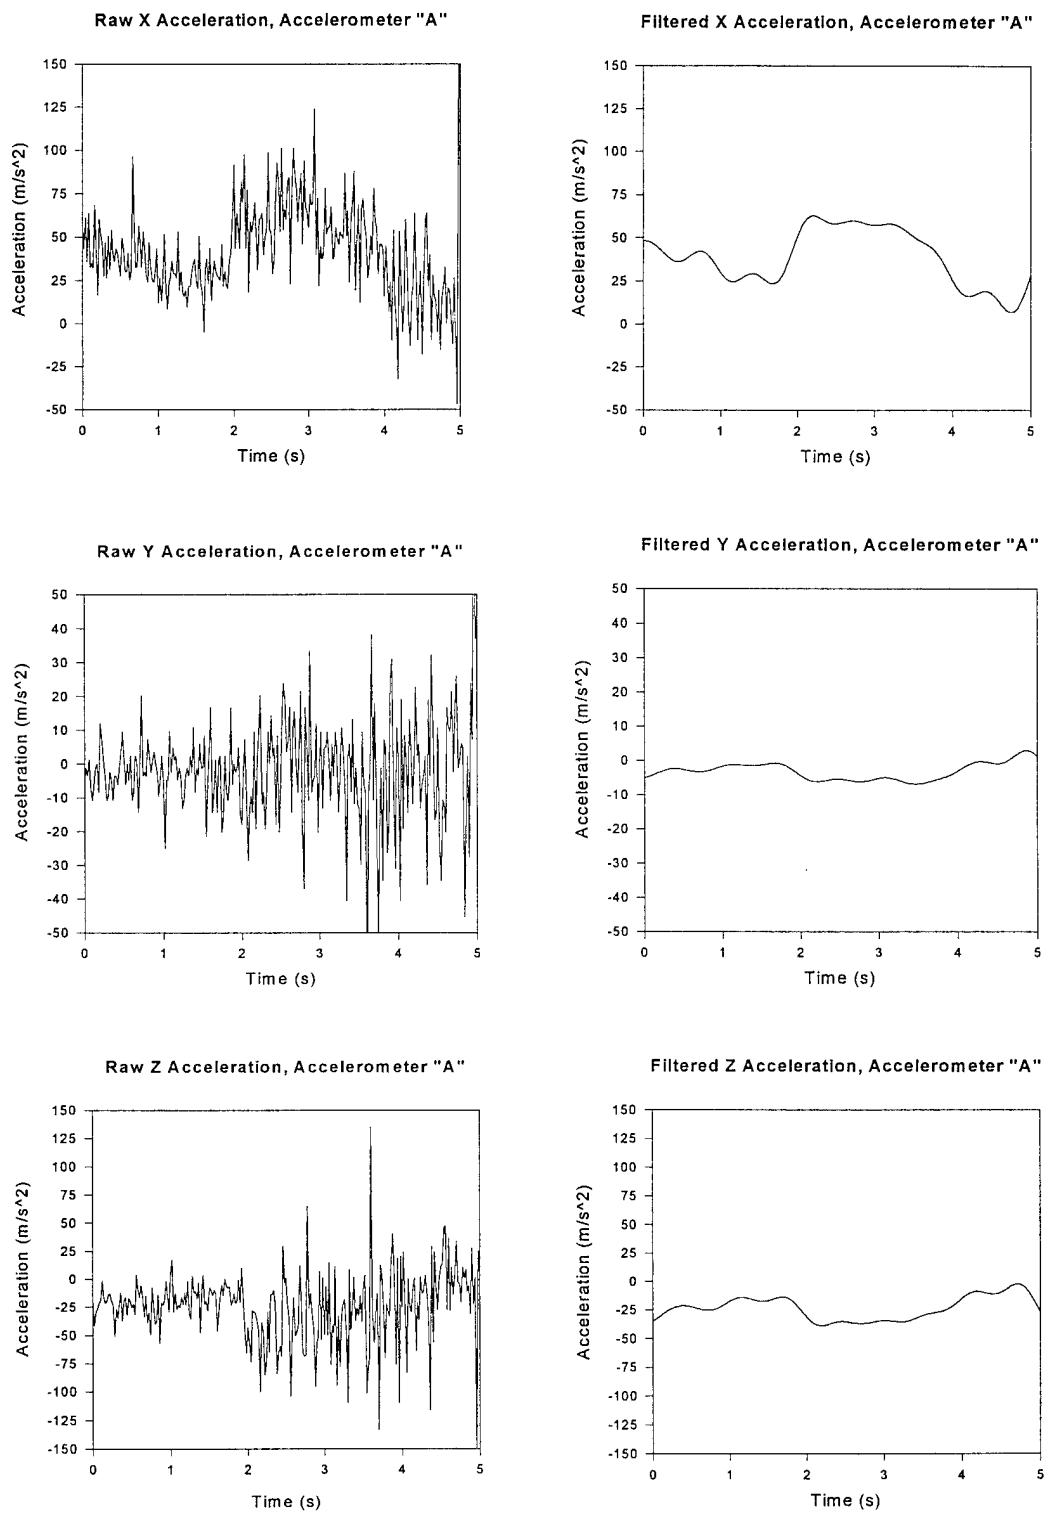 Raw X Acceleration, Accelerometer "A"
150
125
100
75
50
25
0
-25
-50
Acceleration (m/s^2)
0 1 2 3 4 5
Time (s)
Filtered X Acceleration, Accelerometer "A"
150
125
100
75
50
25
0
-25
-50
Acceleration (m/s^2)
0 1 2 3 4 5
Time (s)
Raw Y Acceleration, Accelerometer "A"
50
40
30
20
10
0
-10
-20
-30
-40
-50
Acceleration (m/s^2)
0 1 2 3 4 5
Time (s)
Filtered Y Acceleration, Accelerometer "A"
50
40
30
20
10
0
-10
-20
-30
-40
-50
Acceleration (m/s^2)
0 1 2 3 4 5
Time (s)
Raw Z Acceleration, Accelerometer "A"
150
125
100
75
50
25
0
-25
-50
-75
-100
-125
-150
Acceleration (m/s^2)
0 1 2 3 4 5
Time (s)
Filtered Z Acceleration, Accelerometer "A"
150
125
100
75
50
25
0
-25
-50
-75
-100
-125
-150
Acceleration (m/s^2)
0 1 2 3 4 5
Time (s)